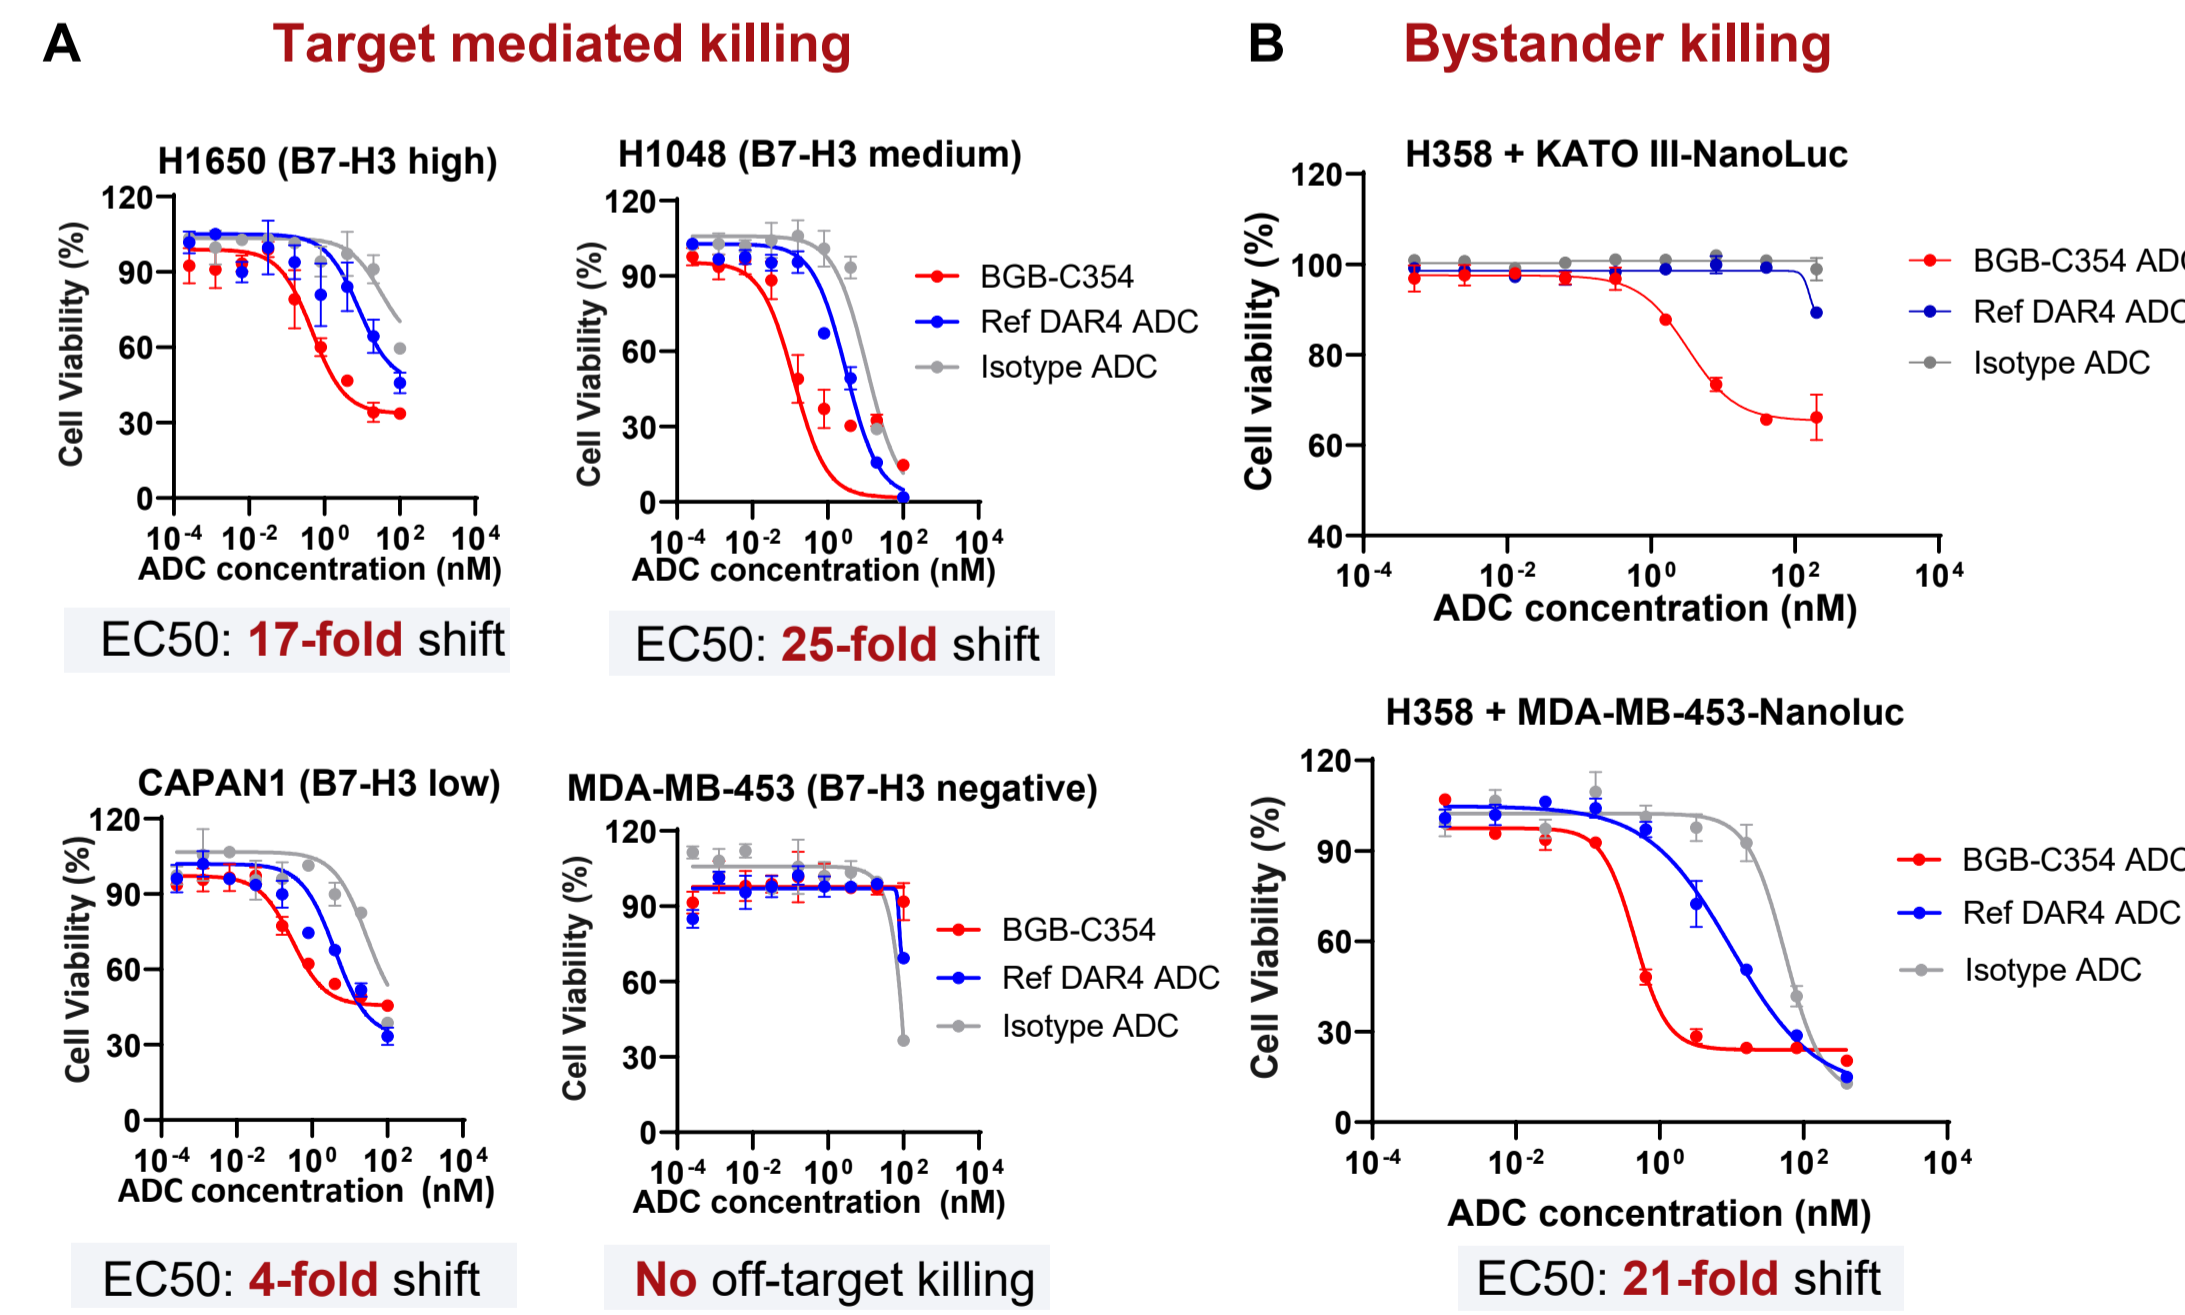 A
Target mediated killing
H1650 (B7-H3 high)
Cell Viability (%)
120
90
60
30
0
10-4 10-2 100 102 104
ADC concentration (nM)
EC50: 17-fold shift
H1048 (B7-H3 medium)
Cell Viability (%)
120
90
60
30
0
10-4 10-2 100 102 104
ADC concentration (nM)
BGB-C354
Ref DAR4 ADC
Isotype ADC
EC50: 25-fold shift
CAPAN1 (B7-H3 low)
Cell Viability (%)
120
90
60
30
0
10-4 10-2 100 102 104
ADC concentration (nM)
EC50: 4-fold shift
MDA-MB-453 (B7-H3 negative)
Cell Viability (%)
120
90
60
30
0
10-4 10-2 100 102 104
ADC concentration (nM)
BGB-C354
Ref DAR4 ADC
Isotype ADC
No off-target killing
B
Bystander killing
H358 + KATO III-NanoLuc
Cell viability (%)
120
100
80
60
40
10-4 10-2 100 102 104
ADC concentration (nM)
BGB-C354 ADC
Ref DAR4 ADC
Isotype ADC
H358 + MDA-MB-453-Nanoluc
Cell Viability (%)
120
90
60
30
0
10-4 10-2 100 102 104
ADC concentration (nM)
BGB-C354 ADC
Ref DAR4 ADC
Isotype ADC
EC50: 21-fold shift